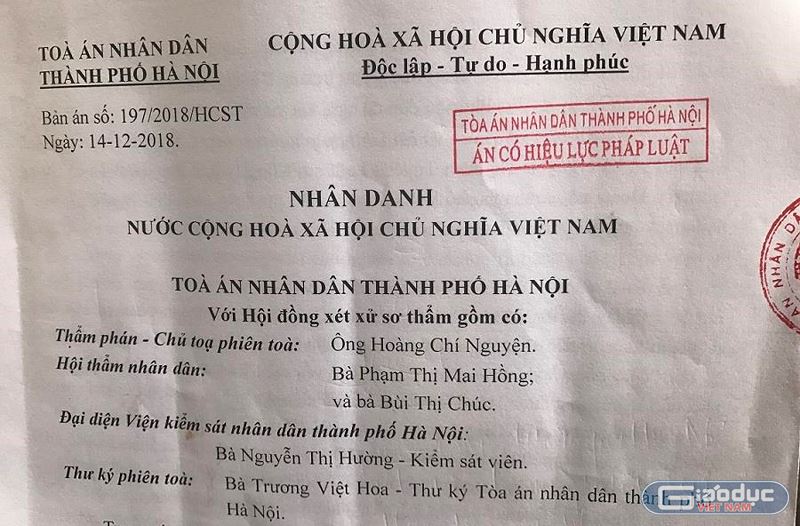 TOÀ ÁN NHÂN DÂN
THÀNH PHỐ HÀ NỘI
CỘNG HOÀ XÃ HỘI CHỦ NGHĨA VIỆT NAM
Độc lập - Tự do - Hạnh phúc
Bản án số: 197/2018/HCST
Ngày: 14-12-2018.
TÒA ÁN NHÂN DÂN THÀNH PHỐ HÀ NỘI
ÁN CÓ HIỆU LỰC PHÁP LUẬT
NHÂN DANH
NƯỚC CỘNG HOÀ XÃ HỘI CHỦ NGHĨA VIỆT NAM
TOÀ ÁN NHÂN DÂN THÀNH PHỐ HÀ NỘI
Với Hội đồng xét xử sơ thẩm gồm có:
Thẩm phán - Chủ toạ phiên toà: Ông Hoàng Chí Nguyện.
Hội thẩm nhân dân: Bà Phạm Thị Mai Hồng;
và bà Bùi Thị Chúc.
Đại diện Viện kiểm sát nhân dân thành phố Hà Nội:
Bà Nguyễn Thị Hường - Kiểm sát viên.
Thư ký phiên toà: Bà Trương Việt Hoa - Thư ký Tòa án nhân dân thành
Hà Nội.
NHÂN DÂN
Giáo dục
VIỆT NAM